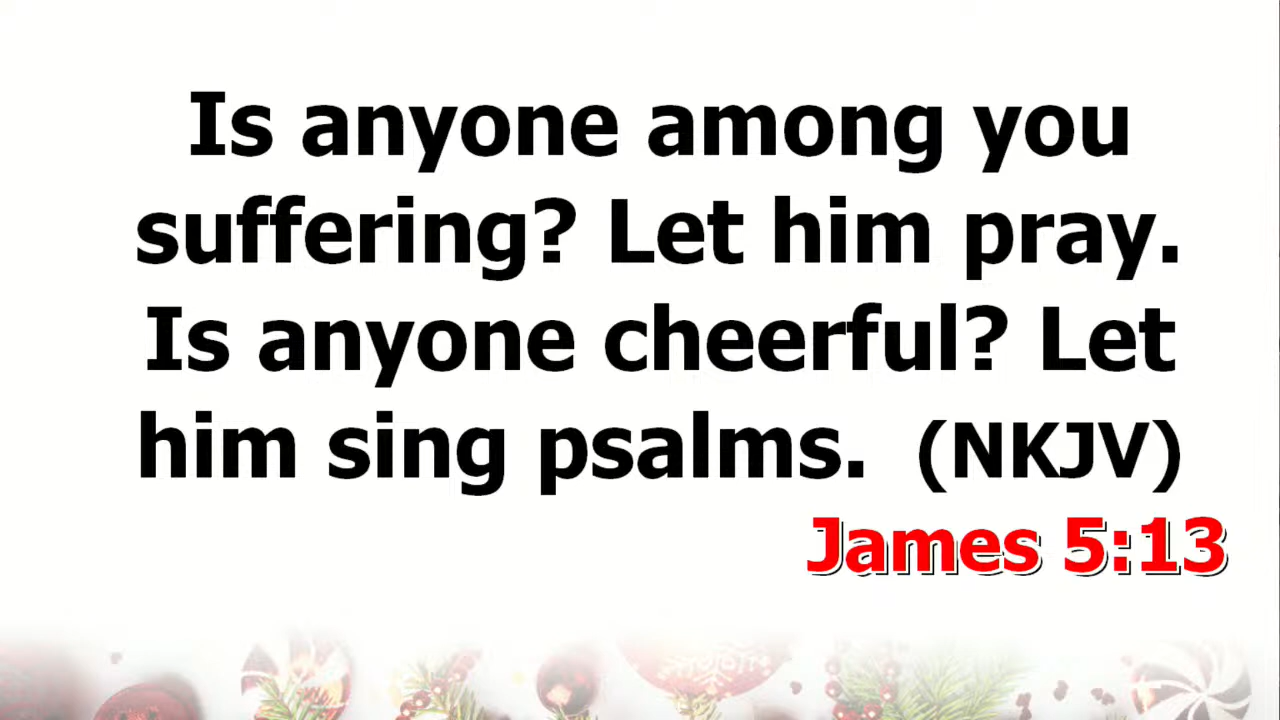 Is anyone among you
suffering? Let him pray.
Is anyone cheerful? Let
him sing psalms. (NKJV)
James 5:13